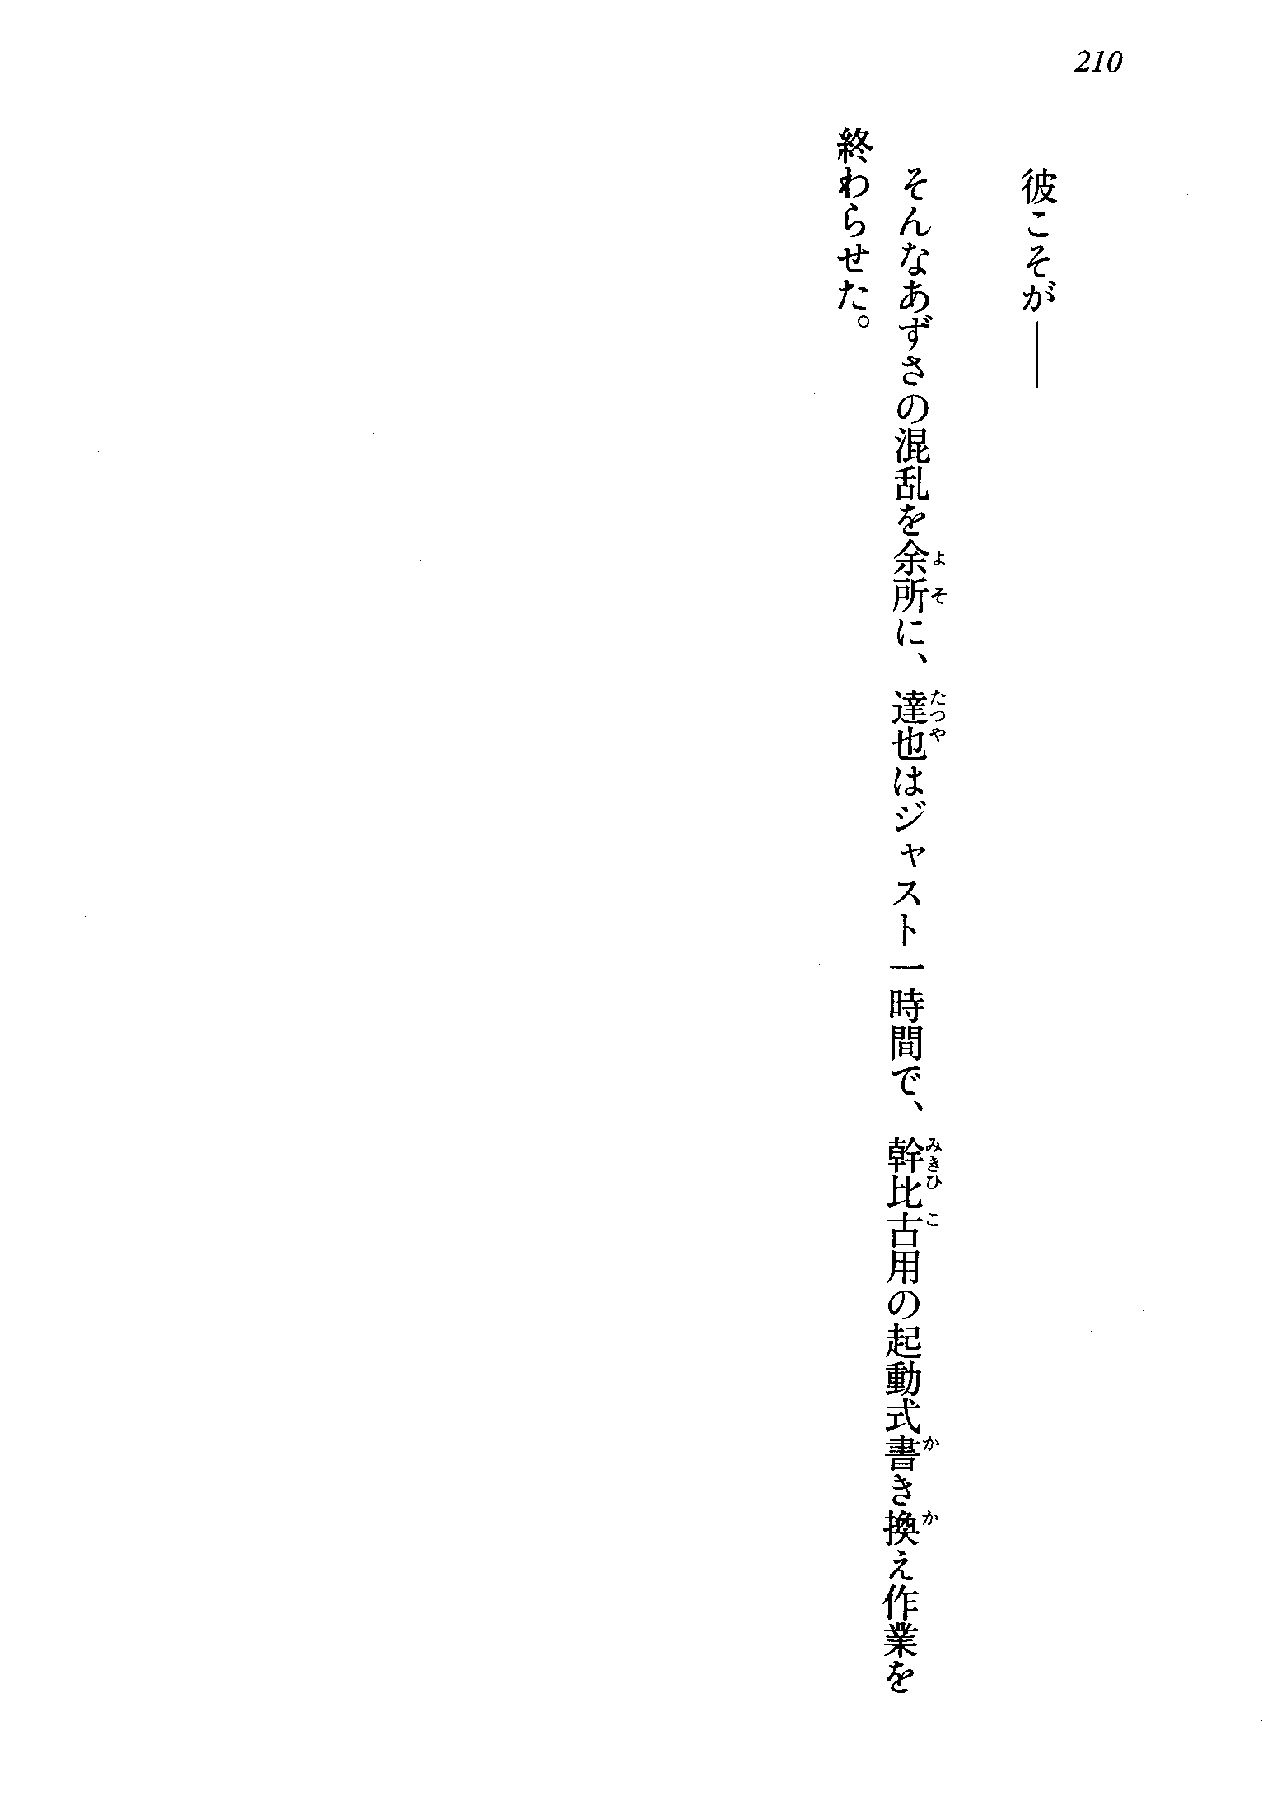 210
彼こそが――
そんなあずさの混乱を余所に、達也はジャスト一時間で、幹比古用の起動式書き換え作業を
よそ
たつや
みきひこ
か
か
終わらせた。